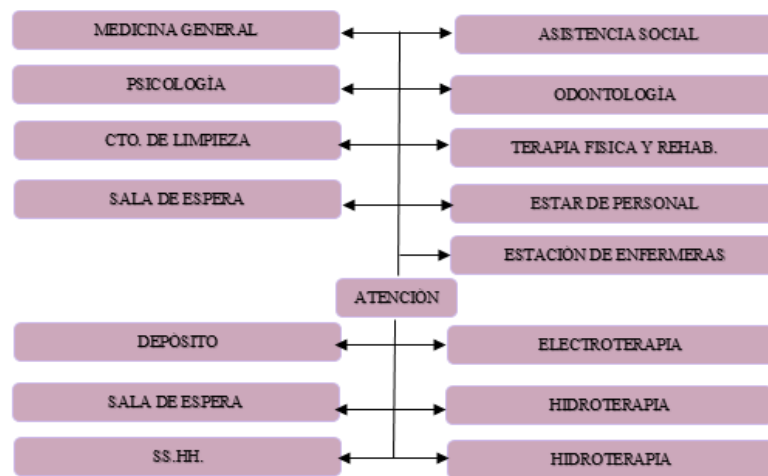 MEDICINA GENERAL
ASISTENCIA SOCIAL
PSICOLOGÍA
ODONTOLOGÍA
CTO. DE LIMPIEZA
TERAPIA FISICA Y REHAB.
SALA DE ESPERA
ESTAR DE PERSONAL
ESTACIÓN DE ENFERMERAS
ATENCIÓN
DEPÓSITO
ELECTROTERAPIA
SALA DE ESPERA
HIDROTERAPIA
SS.HH.
HIDROTERAPIA